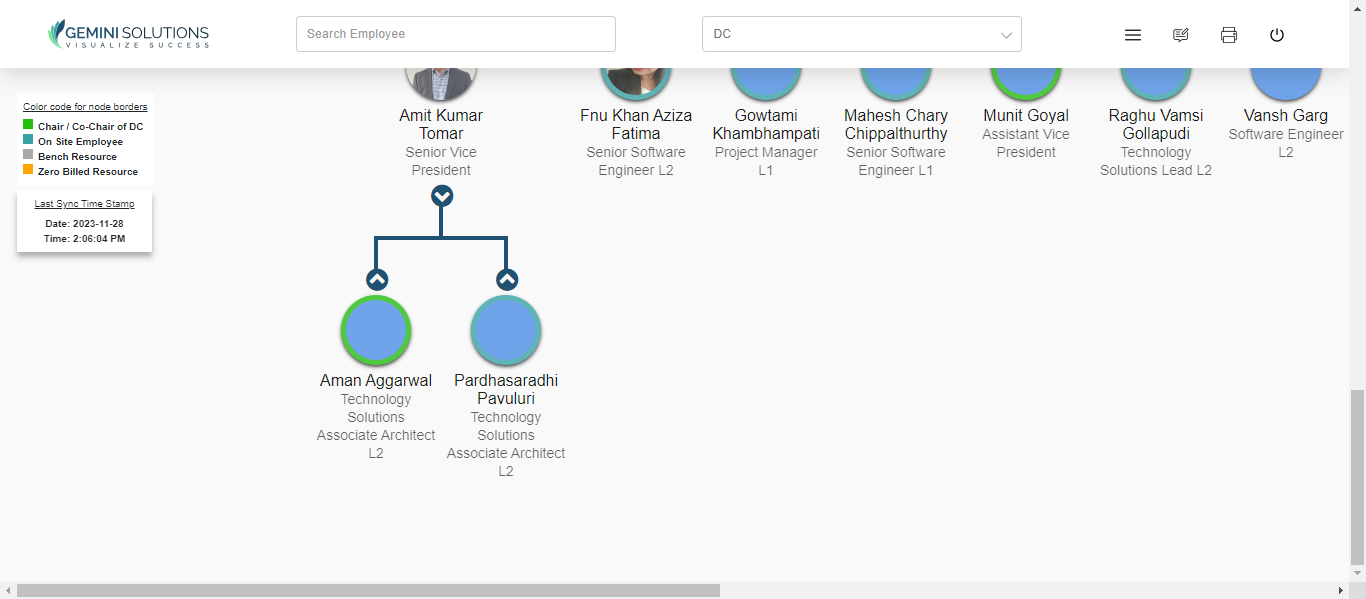 GEMINI SOLUTIONS
VISUALIZE SUCCESS
Search Employee
DC
Color code for node borders
Chair / Co-Chair of DC
On Site Employee
Bench Resource
Zero Billed Resource
Last Sync Time Stamp
Date: 2023-11-28
Time: 2:06:04 PM
Amit Kumar
Tomar
Senior Vice
President
Fnu Khan Aziza
Fatima
Senior Software
Engineer L2
Gowtami
Khambhampati
Project Manager
L1
Mahesh Chary
Chippalthurthy
Senior Software
Engineer L1
Munit Goyal
Assistant Vice
President
Raghu Vamsi
Gollapudi
Technology
Solutions Lead L2
Vansh Garg
Software Engineer
L2
Aman Aggarwal
Technology
Solutions
Associate Architect
L2
Pardhasaradhi
Pavuluri
Technology
Solutions
Associate Architect
L2